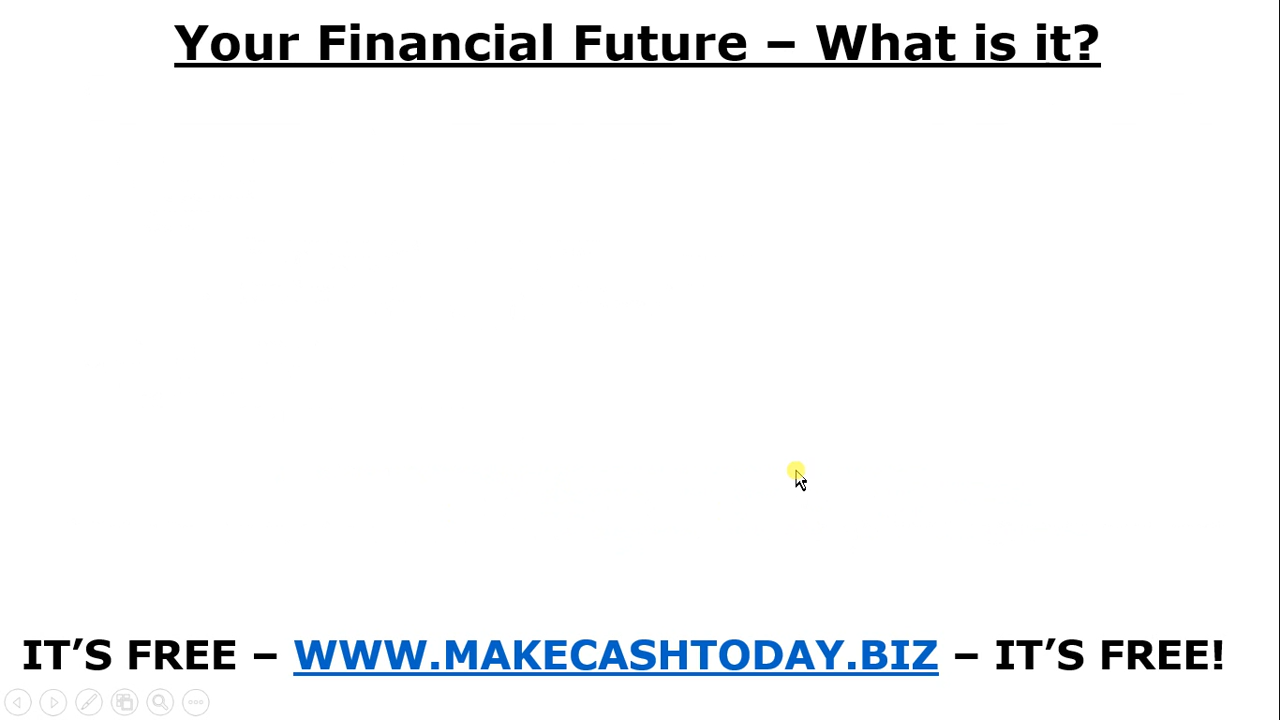 Your Financial Future – What is it?
IT’S FREE – WWW.MAKECASHTODAY.BIZ – IT’S FREE!